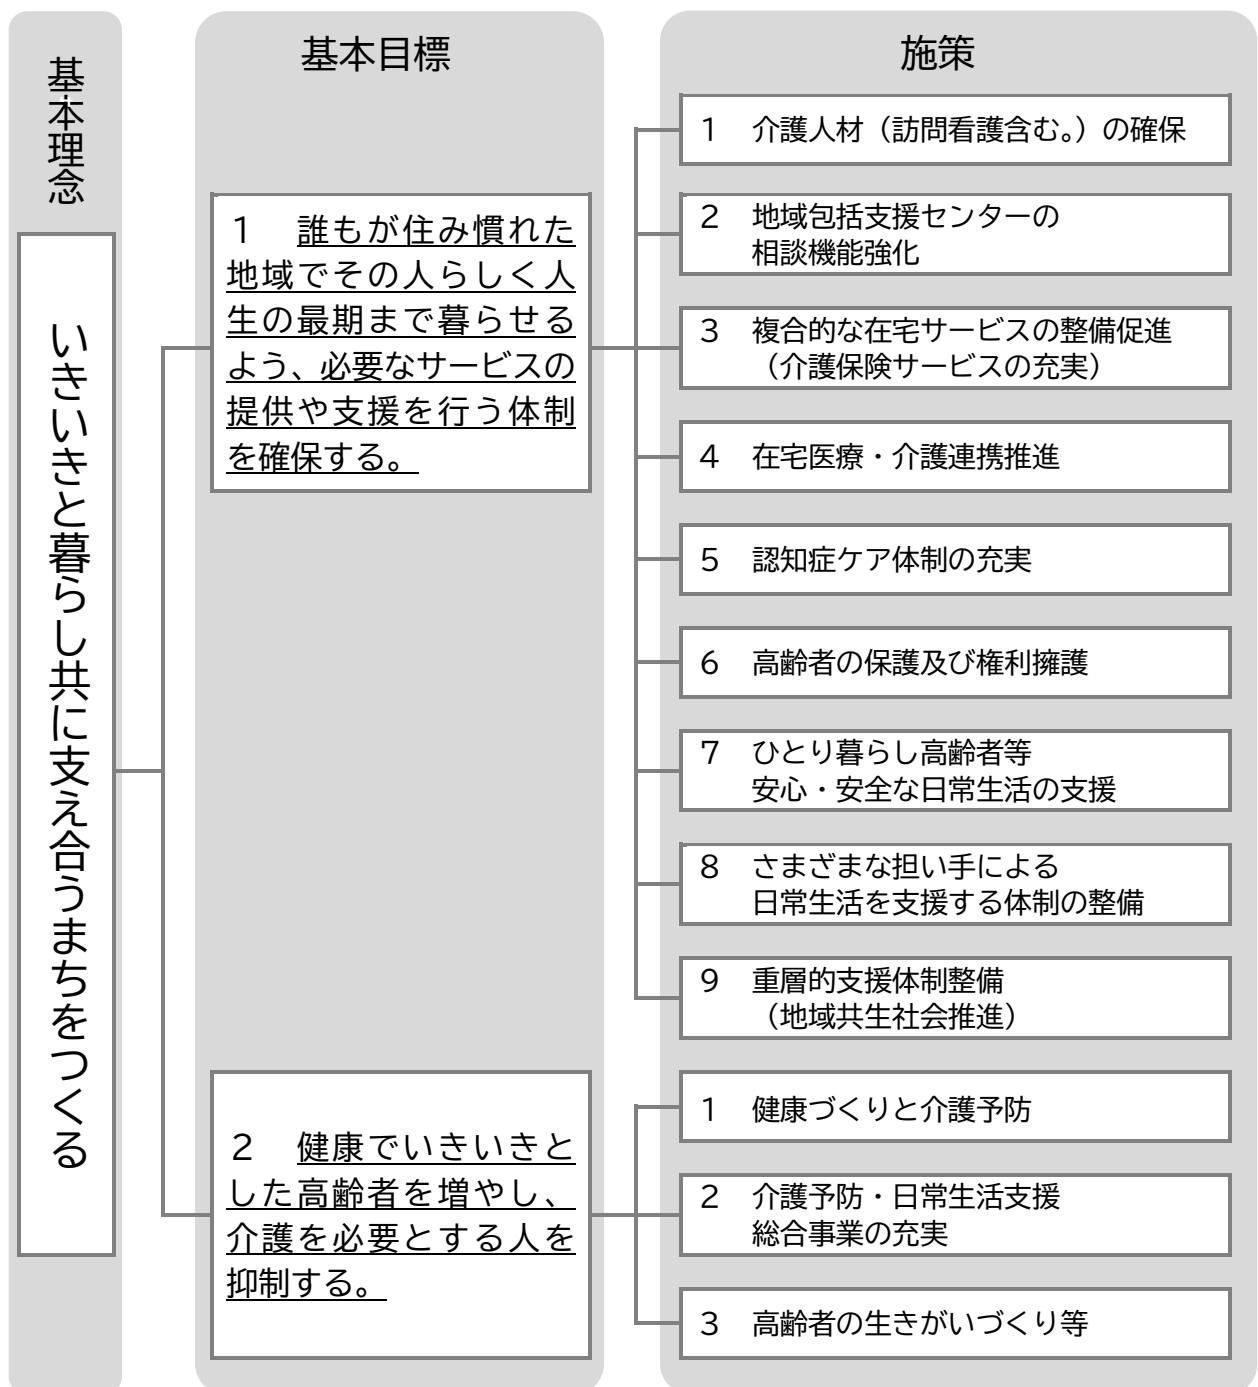 基本理念
いきいきと暮らし共に支え合うまちをつくる
基本目標
1 誰もが住み慣れた
地域でその人らしく人
生の最期まで暮らせる
よう、必要なサービスの
提供や支援を行う体制
を確保する。
2 健康でいきいきと
した高齢者を増やし、
介護を必要とする人を
抑制する。
施策
1 介護人材（訪問看護含む。）の確保
2 地域包括支援センターの
相談機能強化
3 複合的な在宅サービスの整備促進
（介護保険サービスの充実）
4 在宅医療・介護連携推進
5 認知症ケア体制の充実
6 高齢者の保護及び権利擁護
7 ひとり暮らし高齢者等
安心・安全な日常生活の支援
8 さまざまな担い手による
日常生活を支援する体制の整備
9 重層的支援体制整備
（地域共生社会推進）
1 健康づくりと介護予防
2 介護予防・日常生活支援
総合事業の充実
3 高齢者の生きがいづくり等